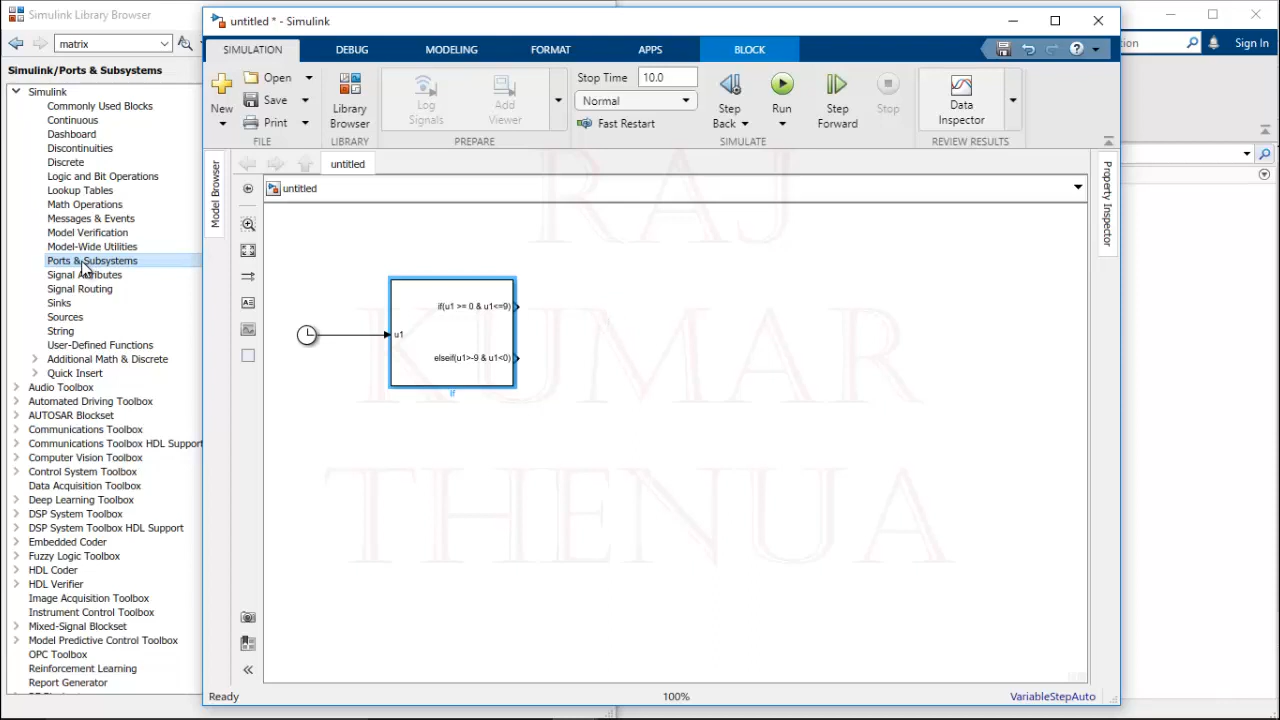 Simulink Library Browser
matrix
Simulink/Ports & Subsystems
Simulink
Commonly Used Blocks
Continuous
Dashboard
Discontinuities
Discrete
Logic and Bit Operations
Lookup Tables
Math Operations
Messages & Events
Model Verification
Model-Wide Utilities
Ports & Subsystems
Signal Attributes
Signal Routing
Sinks
Sources
String
User-Defined Functions
Additional Math & Discrete
Quick Insert
Audio Toolbox
Automated Driving Toolbox
AUTOSAR Blockset
Communications Toolbox
Communications Toolbox HDL Support
Computer Vision Toolbox
Control System Toolbox
Data Acquisition Toolbox
Deep Learning Toolbox
DSP System Toolbox
DSP System Toolbox HDL Support
Embedded Coder
Fuzzy Logic Toolbox
HDL Coder
HDL Verifier
Image Acquisition Toolbox
Instrument Control Toolbox
Mixed-Signal Blockset
Model Predictive Control Toolbox
OPC Toolbox
Reinforcement Learning
Report Generator
untitled * - Simulink
SIMULATION DEBUG MODELING FORMAT APPS BLOCK
New
Open
Save
Print
FILE
Library
Browser
LIBRARY
Log
Signals
Add
Viewer
PREPARE
Stop Time 10.0
Normal
Fast Restart
Step
Back
Run
Step
Forward
Stop
SIMULATE
Data
Inspector
REVIEW RESULTS
Model Browser
untitled
untitled
Property Inspector
if(u1 >= 0 & u1<=9)
u1
elseif(u1>-9 & u1<0)
If
RAJ
KUMAR
THENUA
Ready
100%
VariableStepAuto
Sign In